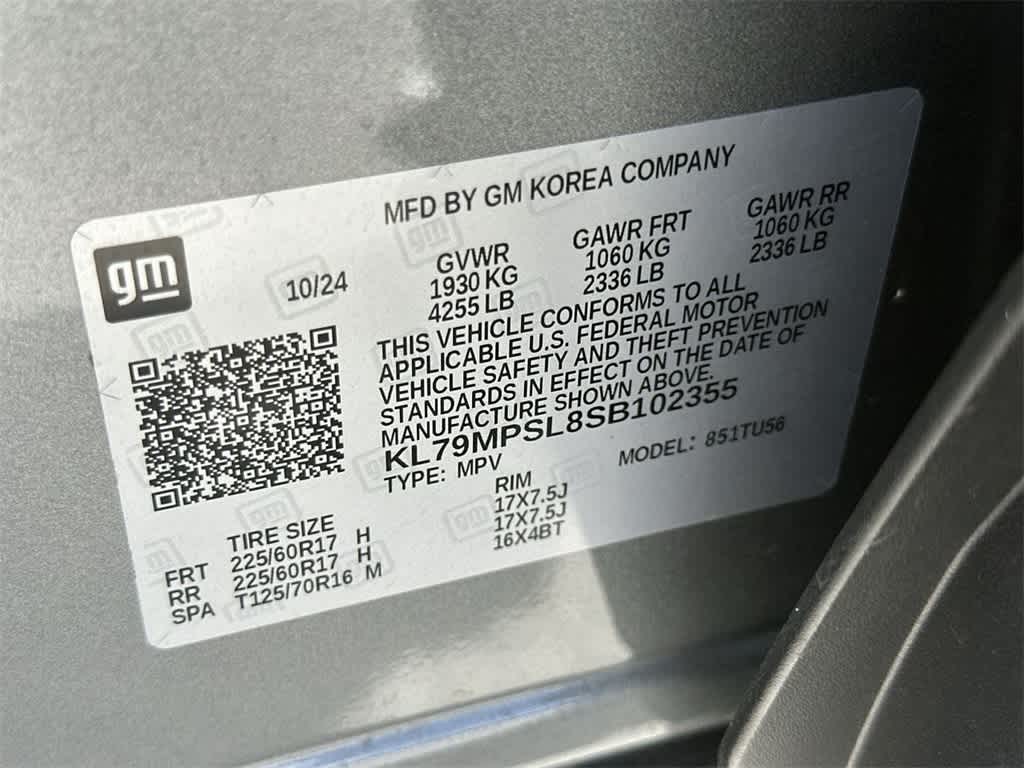 MFD BY GM KOREA COMPANY
gm
10/24
GVWR GAWR FRT GAWR RR
1930 KG 1060 KG 1060 KG
4255 LB 2336 LB 2336 LB
THIS VEHICLE CONFORMS TO ALL
APPLICABLE U.S. FEDERAL MOTOR
VEHICLE SAFETY AND THEFT PREVENTION
STANDARDS IN EFFECT ON THE DATE OF
MANUFACTURE SHOWN ABOVE.
KL79MPSL8SB102355
TYPE: MPV MODEL: 851TU56
TIRE SIZE RIM
FRT 225/60R17 H 17X7.5J
RR 225/60R17 H 17X7.5J
SPA T125/70R16 M 16X4BT